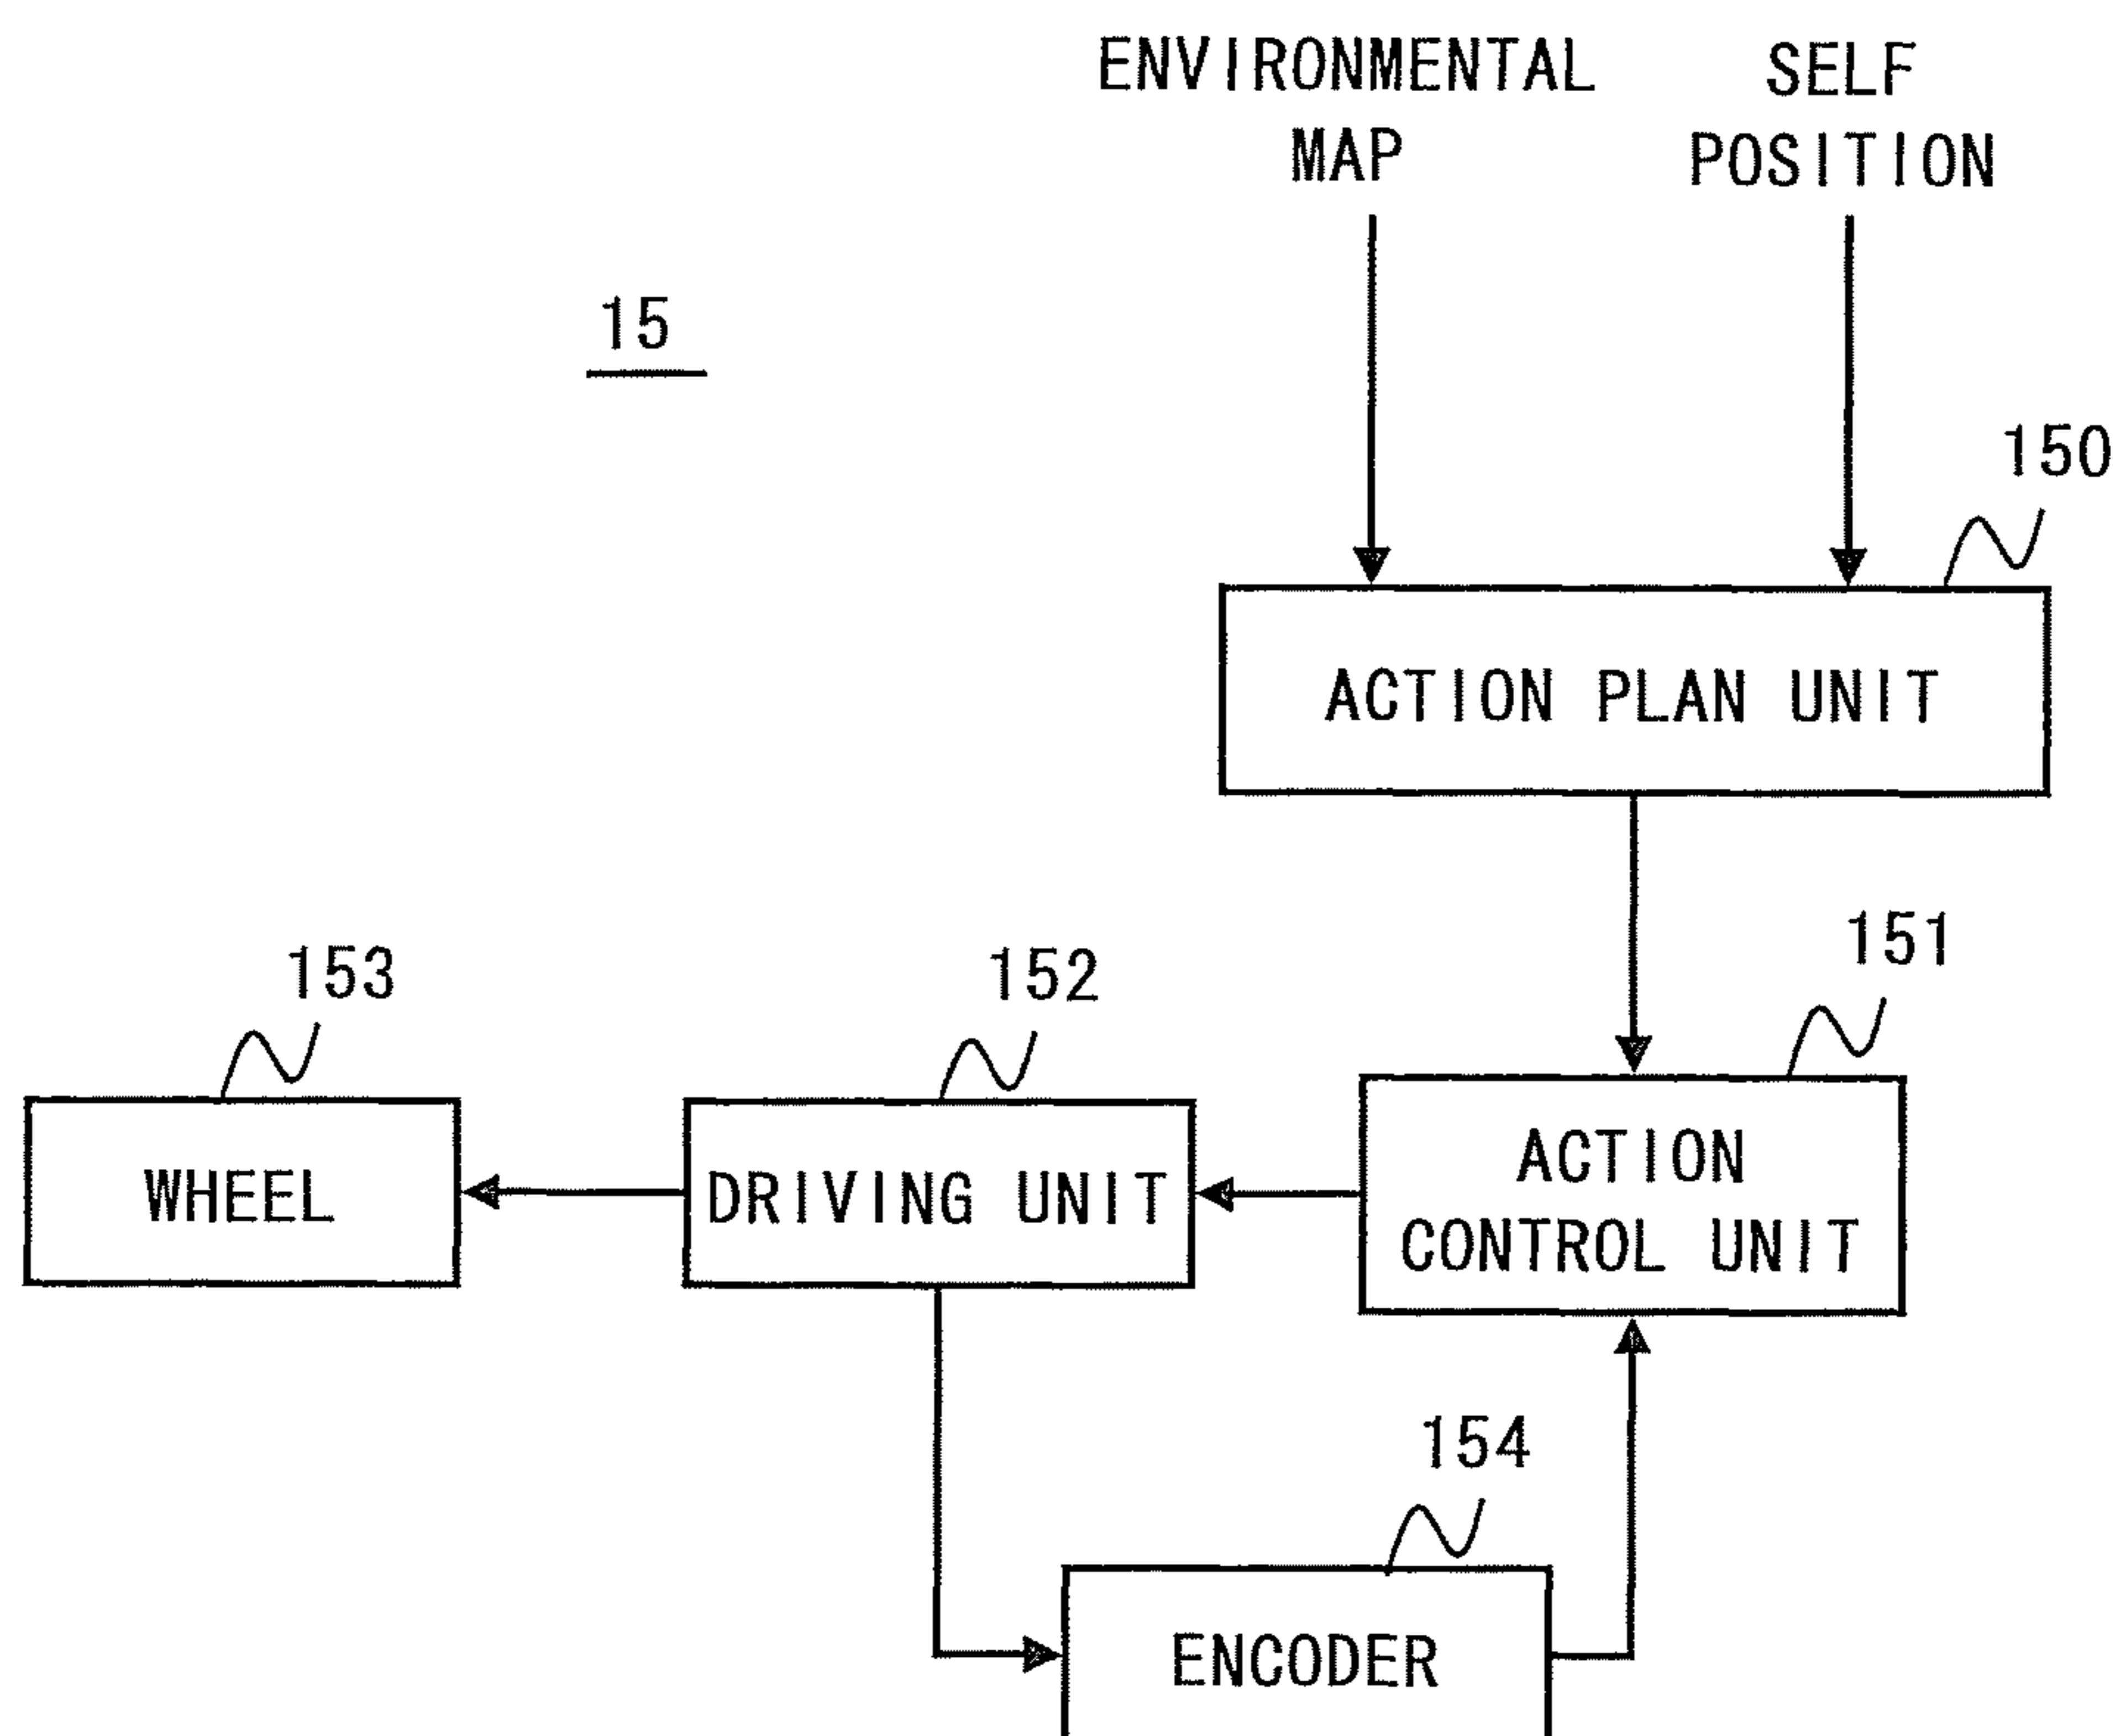 ENVIRONMENTAL
MAP
SELF
POSITION
15
150
ACTION PLAN UNIT
151
152
153
ACTION
CONTROL UNIT
DRIVING UNIT
WHEEL
154
ENCODER